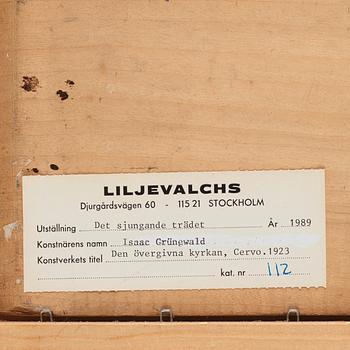 LILJEVALCHS
Djurgårdsvägen 60 - 115 21 STOCKHOLM
Utställning Det sjungande trädet År 1989
Konstnärens namn Isaac Grünewald
Konstverkets titel Den övergivna kyrkan, Cervo.1923
kat. nr 112